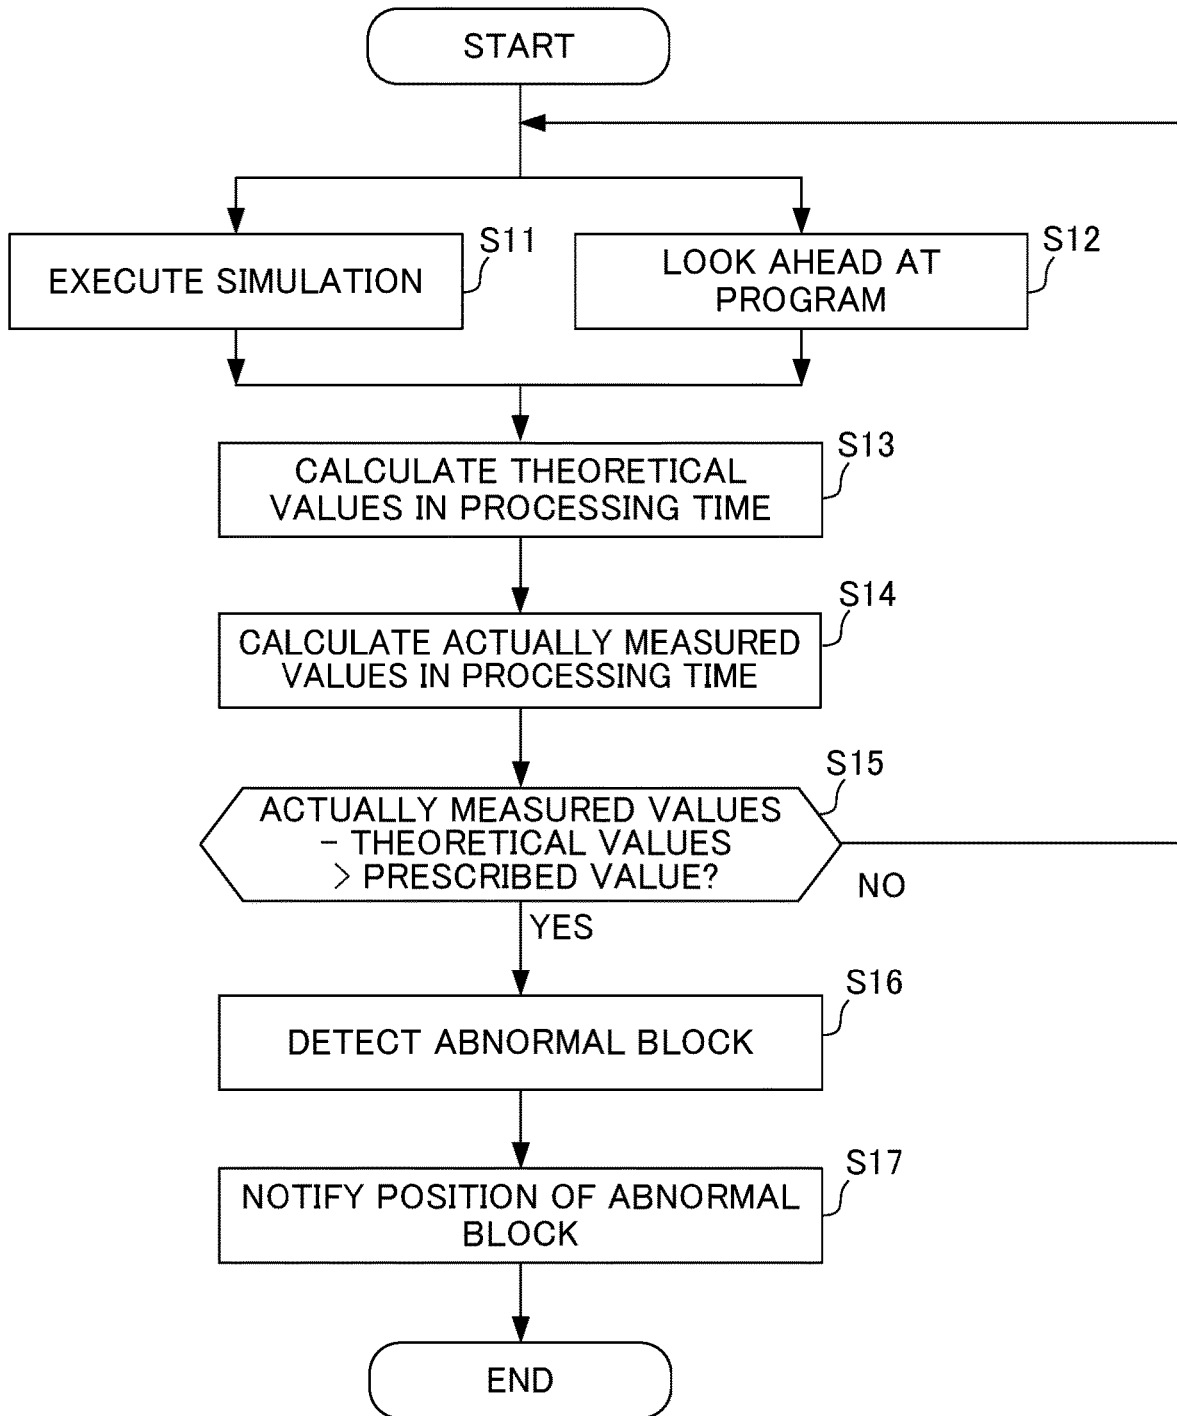 START
EXECUTE SIMULATION
S11
LOOK AHEAD AT
PROGRAM
S12
CALCULATE THEORETICAL
VALUES IN PROCESSING TIME
S13
CALCULATE ACTUALLY MEASURED
VALUES IN PROCESSING TIME
S14
ACTUALLY MEASURED VALUES
− THEORETICAL VALUES
> PRESCRIBED VALUE?
S15
NO
YES
DETECT ABNORMAL BLOCK
S16
NOTIFY POSITION OF ABNORMAL
BLOCK
S17
END